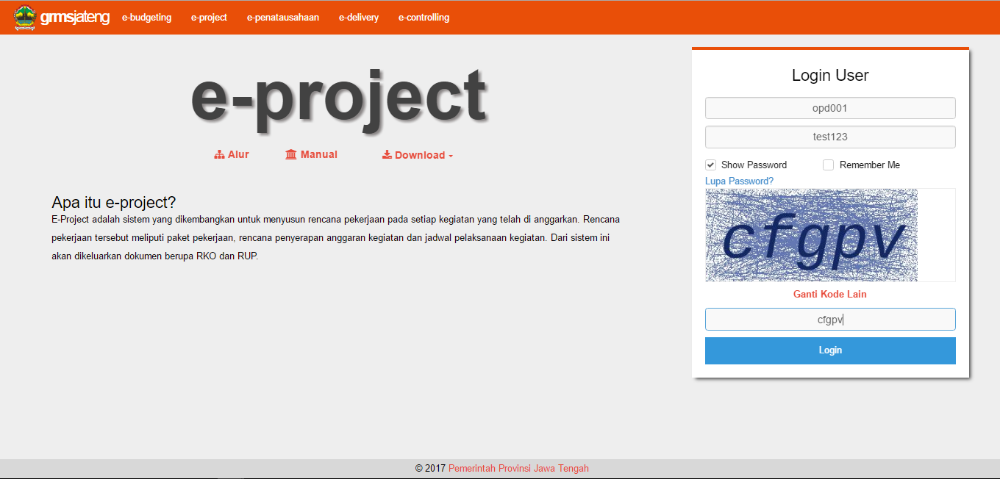 grmsjateng e-budgeting e-project e-penatausahaan e-delivery e-controlling
e-project
Alur Manual Download
Apa itu e-project?
E-Project adalah sistem yang dikembangkan untuk menyusun rencana pekerjaan pada setiap kegiatan yang telah di anggarkan. Rencana
pekerjaan tersebut meliputi paket pekerjaan, rencana penyerapan anggaran kegiatan dan jadwal pelaksanaan kegiatan. Dari sistem ini
akan dikeluarkan dokumen berupa RKO dan RUP.
Login User
opd001
test123
Show Password Remember Me
Lupa Password?
cfgpv
Ganti Kode Lain
cfgpv
Login
© 2017 Pemerintah Provinsi Jawa Tengah